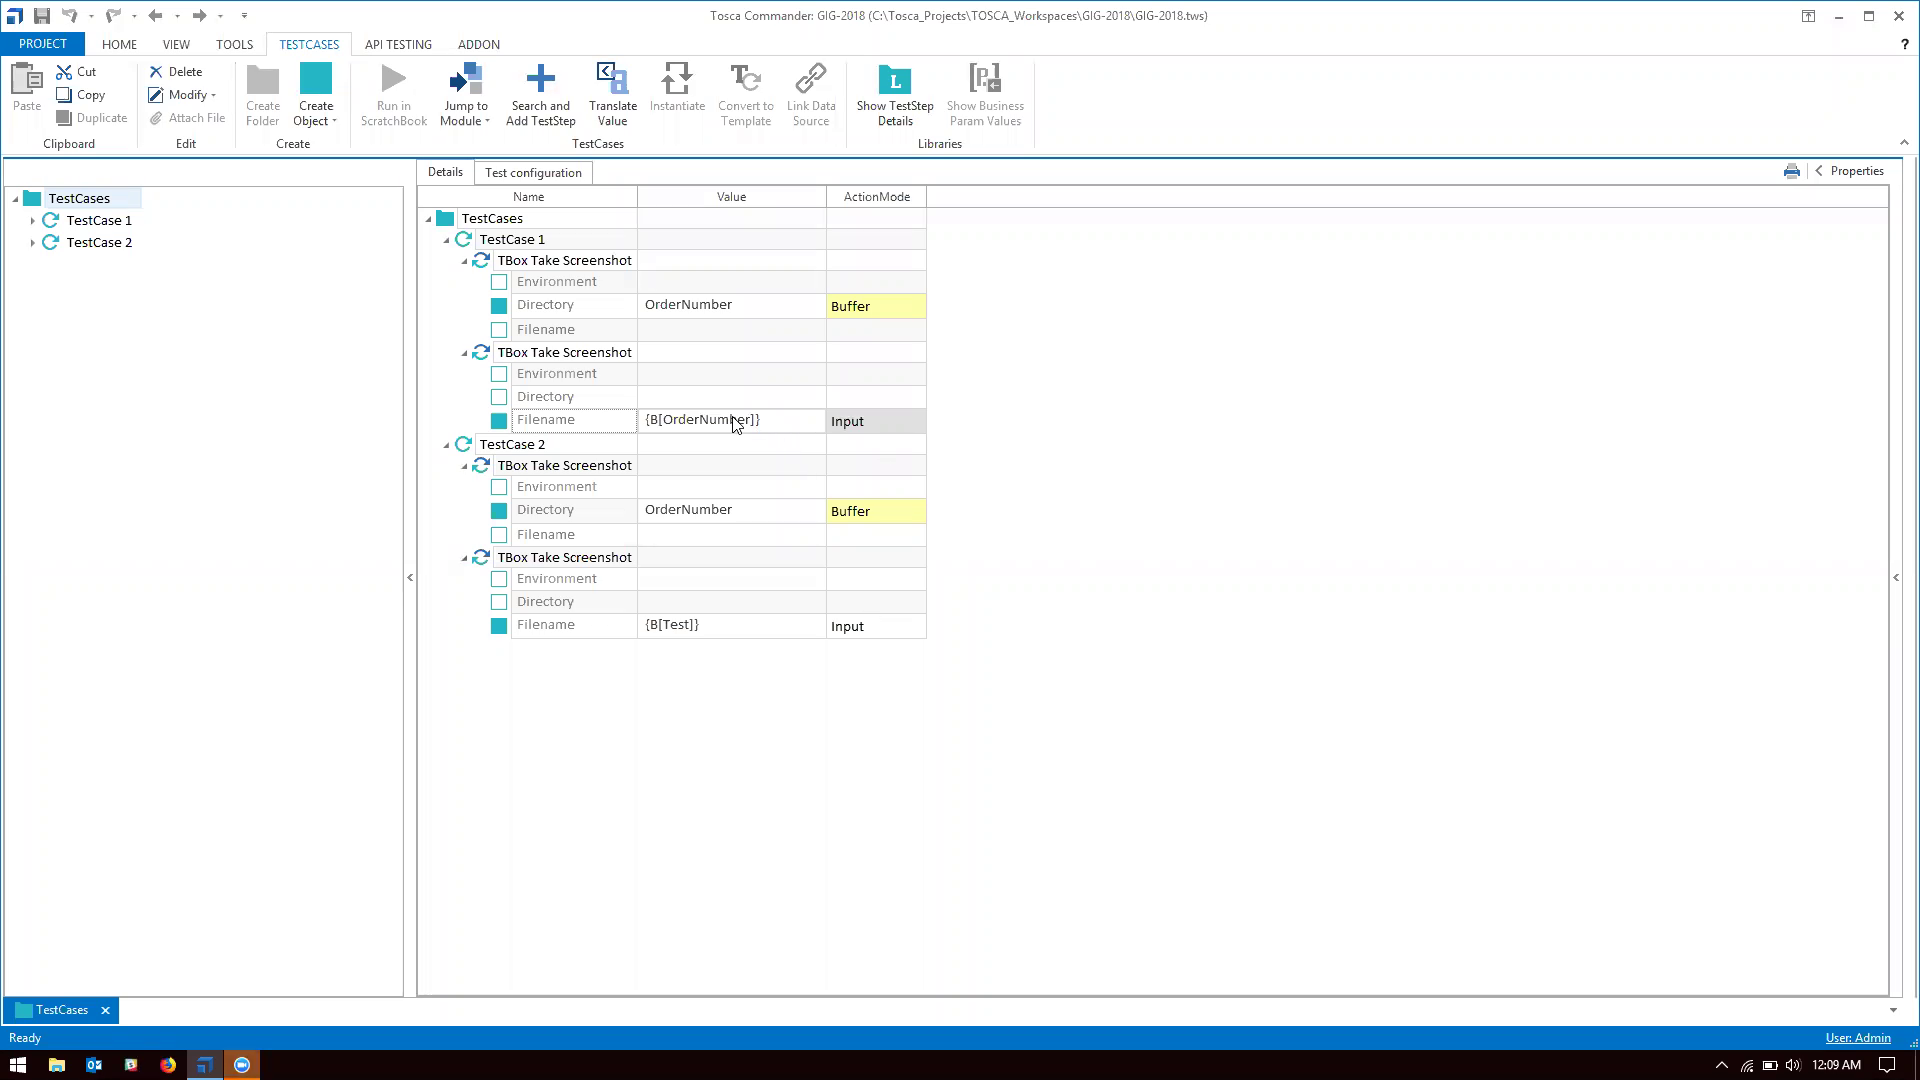 Tosca Commander: GIG-2018 (C:\Tosca_Projects\TOSCA_Workspaces\GIG-2018\GIG-2018.tws)
PROJECT HOME VIEW TOOLS TESTCASES API TESTING ADDON ?
Paste
Cut
Copy
Duplicate
Clipboard
Delete
Modify
Attach File
Edit
Create Folder
Create Object
Create
Run in ScratchBook
Jump to Module
Search and Add TestStep
Translate Value
Instantiate
Convert to Template
Link Data Source
TestCases
Show TestStep Details
Show Business Param Values
Libraries
TestCases
TestCase 1
TestCase 2
Details Test configuration Properties
Name Value ActionMode
TestCases
TestCase 1
TBox Take Screenshot
Environment
Directory OrderNumber Buffer
Filename
TBox Take Screenshot
Environment
Directory
Filename {B[OrderNumber]} Input
TestCase 2
TBox Take Screenshot
Environment
Directory OrderNumber Buffer
Filename
TBox Take Screenshot
Environment
Directory
Filename {B[Test]} Input
TestCases
Ready User: Admin
12:09 AM